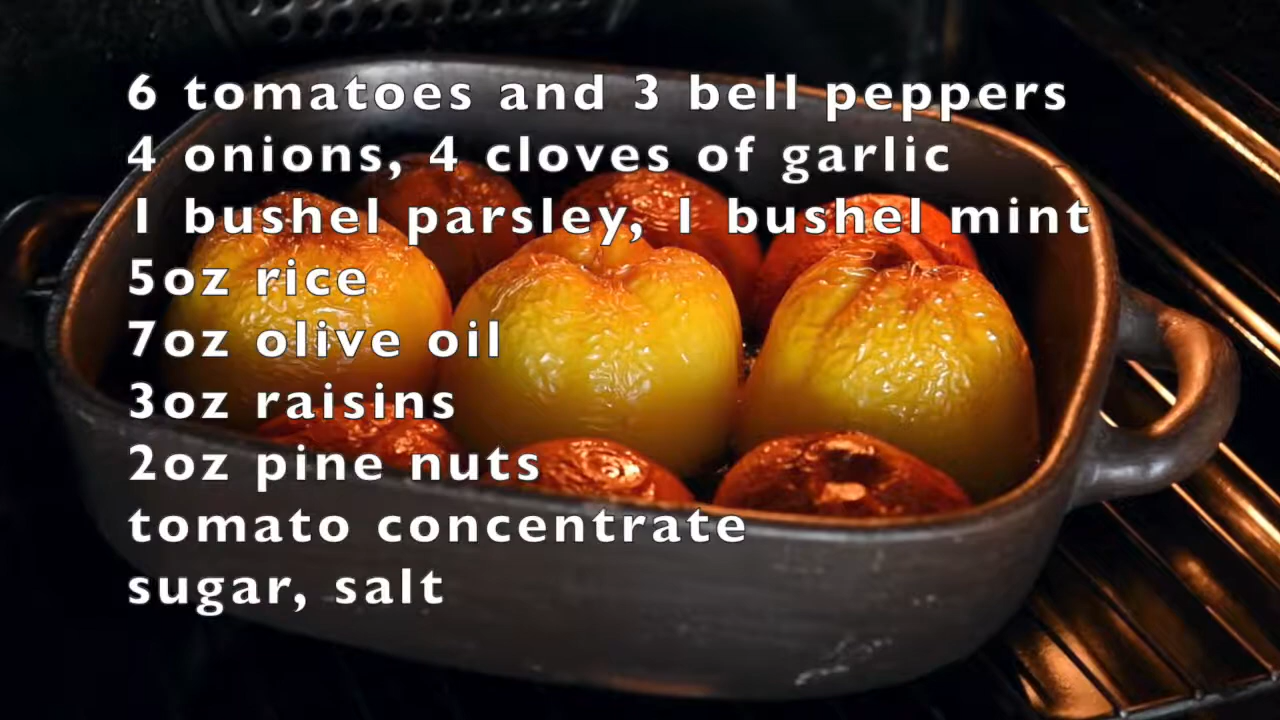 6 tomatoes and 3 bell peppers
4 onions, 4 cloves of garlic
1 bushel parsley, 1 bushel mint
5oz rice
7oz olive oil
3oz raisins
2oz pine nuts
tomato concentrate
sugar, salt